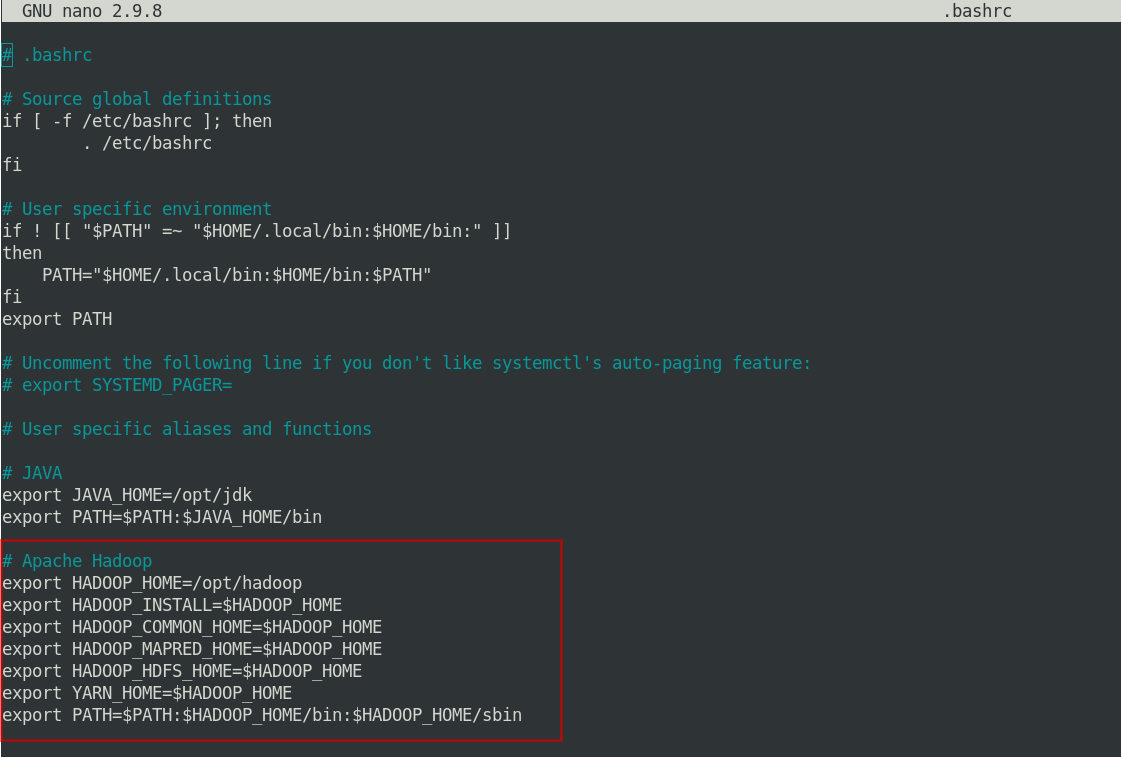 GNU nano 2.9.8 .bashrc
# .bashrc
# Source global definitions
if [ -f /etc/bashrc ]; then
        . /etc/bashrc
fi
# User specific environment
if ! [[ "$PATH" =~ "$HOME/.local/bin:$HOME/bin:" ]]
then
    PATH="$HOME/.local/bin:$HOME/bin:$PATH"
fi
export PATH
# Uncomment the following line if you don't like systemctl's auto-paging feature:
# export SYSTEMD_PAGER=
# User specific aliases and functions
# JAVA
export JAVA_HOME=/opt/jdk
export PATH=$PATH:$JAVA_HOME/bin
# Apache Hadoop
export HADOOP_HOME=/opt/hadoop
export HADOOP_INSTALL=$HADOOP_HOME
export HADOOP_COMMON_HOME=$HADOOP_HOME
export HADOOP_MAPRED_HOME=$HADOOP_HOME
export HADOOP_HDFS_HOME=$HADOOP_HOME
export YARN_HOME=$HADOOP_HOME
export PATH=$PATH:$HADOOP_HOME/bin:$HADOOP_HOME/sbin